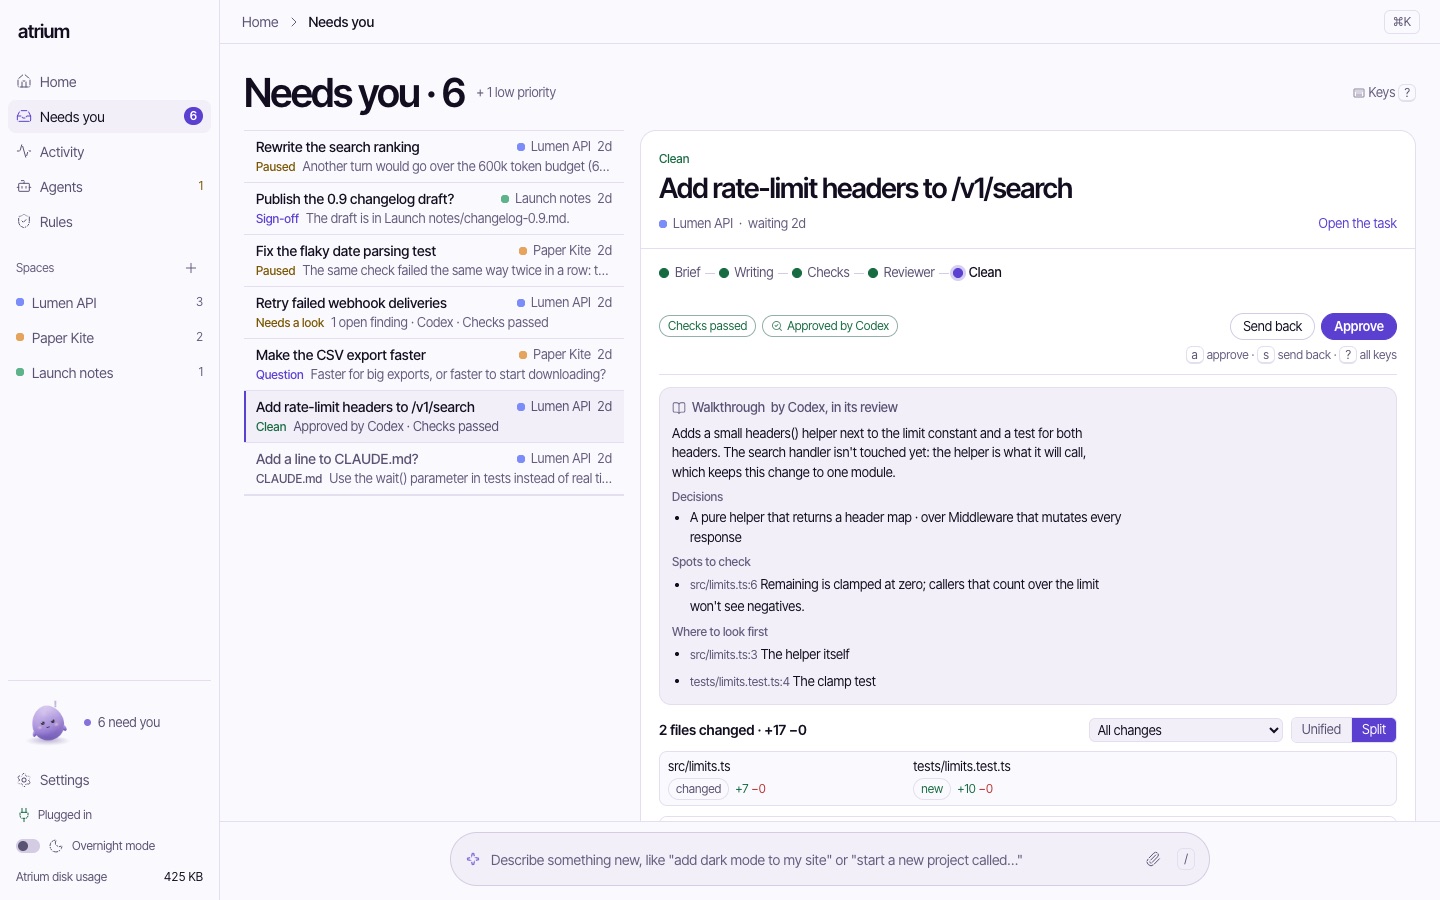 atrium
Home
Needs you 6
Activity
Agents 1
Rules
Spaces
Lumen API 3
Paper Kite 2
Launch notes 1
6 need you
Settings
Plugged in
Overnight mode
Atrium disk usage 425 KB
Home > Needs you
⌘K
Needs you · 6 + 1 low priority
Keys ?
Rewrite the search ranking Lumen API 2d
Paused Another turn would go over the 600k token budget (6...
Publish the 0.9 changelog draft? Launch notes 2d
Sign-off The draft is in Launch notes/changelog-0.9.md.
Fix the flaky date parsing test Paper Kite 2d
Paused The same check failed the same way twice in a row: t...
Retry failed webhook deliveries Lumen API 2d
Needs a look 1 open finding · Codex · Checks passed
Make the CSV export faster Paper Kite 2d
Question Faster for big exports, or faster to start downloading?
Add rate-limit headers to /v1/search Lumen API 2d
Clean Approved by Codex · Checks passed
Add a line to CLAUDE.md? Lumen API 2d
CLAUDE.md Use the wait() parameter in tests instead of real ti...
Clean
Add rate-limit headers to /v1/search
Lumen API · waiting 2d
Open the task
Brief — Writing — Checks — Reviewer — Clean
Checks passed Approved by Codex Send back Approve
a approve · s send back · ? all keys
Walkthrough by Codex, in its review
Adds a small headers() helper next to the limit constant and a test for both
headers. The search handler isn't touched yet: the helper is what it will call,
which keeps this change to one module.
Decisions
• A pure helper that returns a header map · over Middleware that mutates every
response
Spots to check
• src/limits.ts:6 Remaining is clamped at zero; callers that count over the limit
won't see negatives.
Where to look first
• src/limits.ts:3 The helper itself
• tests/limits.test.ts:4 The clamp test
2 files changed · +17 −0 All changes Unified Split
src/limits.ts tests/limits.test.ts
changed +7 −0 new +10 −0
Describe something new, like "add dark mode to my site" or "start a new project called..." /